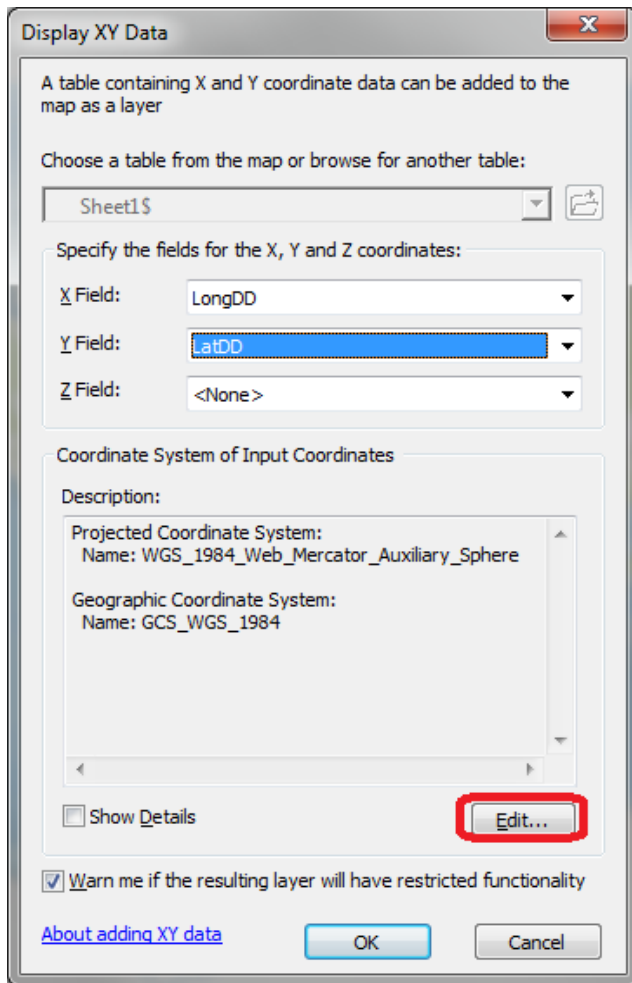 Display XY Data
A table containing X and Y coordinate data can be added to the
map as a layer
Choose a table from the map or browse for another table:
Sheet1$
Specify the fields for the X, Y and Z coordinates:
X Field:
LongDD
Y Field:
LatDD
Z Field:
<None>
Coordinate System of Input Coordinates
Description:
Projected Coordinate System:
Name: WGS_1984_Web_Mercator_Auxiliary_Sphere
Geographic Coordinate System:
Name: GCS_WGS_1984
Show Details
Edit...
Warn me if the resulting layer will have restricted functionality
About adding XY data
OK
Cancel